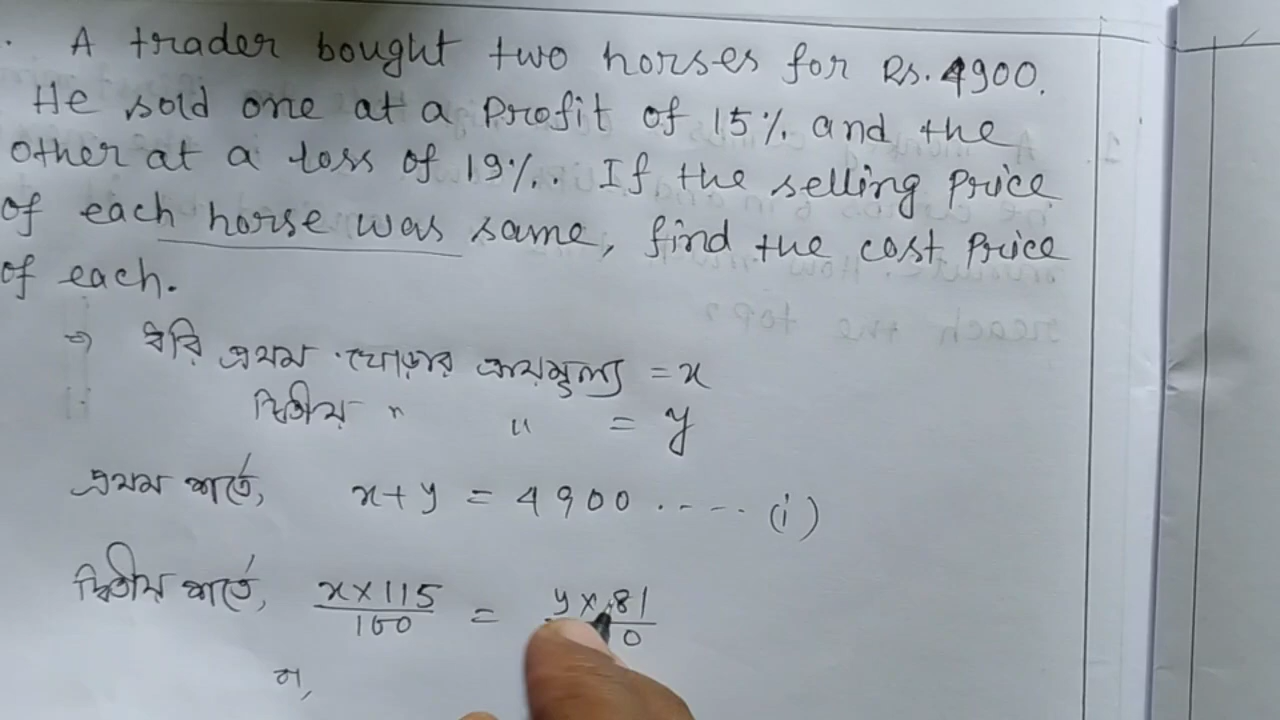 . A trader bought two horses for Rs. 4900.
He sold one at a Profit of 15% and the
other at a loss of 19%. If the selling Price
of each horse was same, find the cost Price
of each.
⇒ ধরি প্রথম ঘোড়ার ক্রয়মূল্য = x
দ্বিতীয় " " = y
প্রথম শর্তে, x + y = 4900 ---- (i)
দ্বিতীয় শর্তে, x × 115 / 100 = y × 81 / 0
বা,